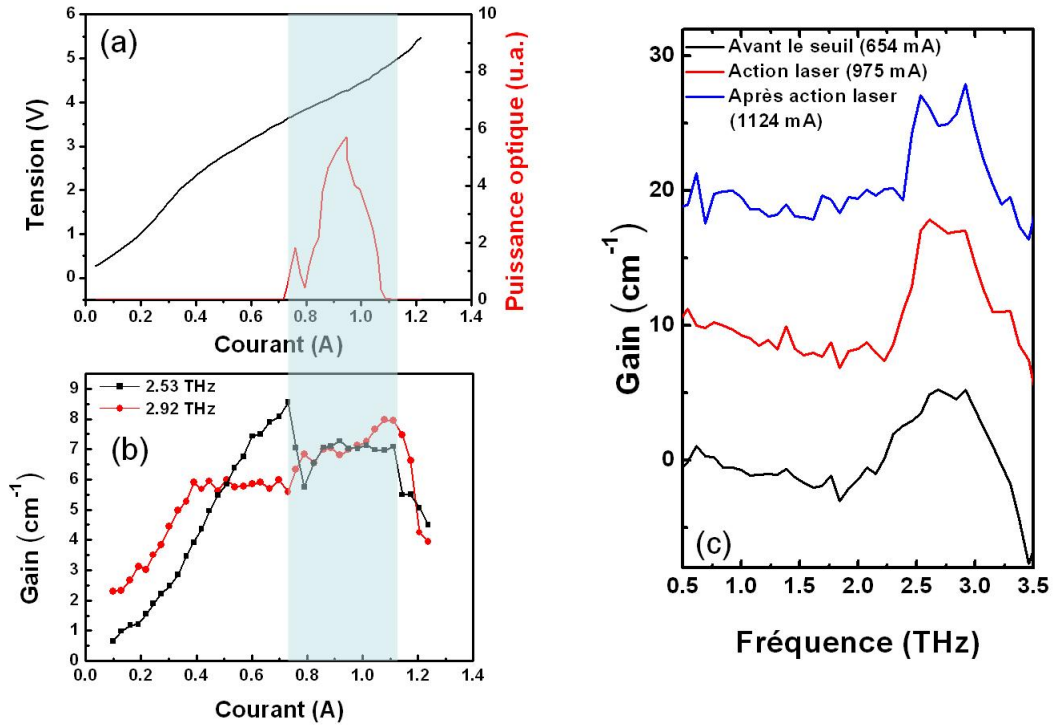 (a)
Tension (V)
6
5
4
3
2
1
0
10
8
6
4
2
0
Puissance optique (u.a.)
0.0 0.2 0.4 0.6 0.8 1.0 1.2 1.4
Courant (A)
(b)
2.53 THz
2.92 THz
Gain (cm-1)
9
8
7
6
5
4
3
2
1
0
0.0 0.2 0.4 0.6 0.8 1.0 1.2 1.4
Courant (A)
(c)
Avant le seuil (654 mA)
Action laser (975 mA)
Après action laser
(1124 mA)
Gain (cm-1)
30
20
10
0
0.5 1.0 1.5 2.0 2.5 3.0 3.5
Fréquence (THz)